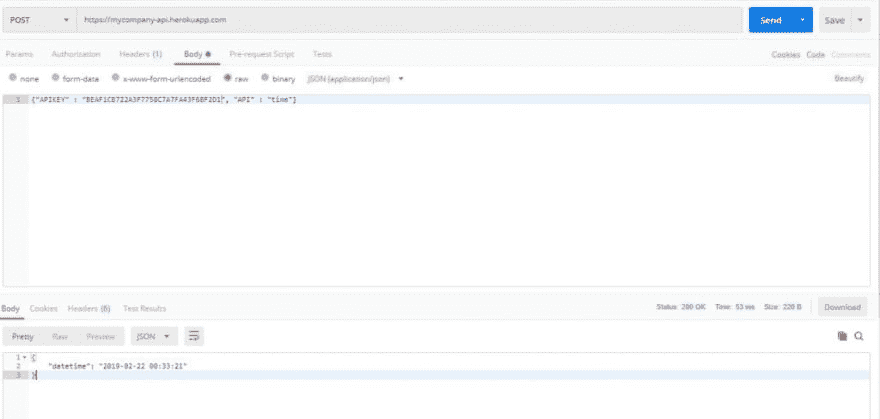 POST https://mycompany-api.herokuapp.com Send Save
Params Authorization Headers (1) Body Pre-request Script Tests Cookies Code Comments
none form-data x-www-form-urlencoded raw binary JSON (application/json) Beautify
1 {"APIKEY" : ", "API" : "time"}
Body Cookies Headers (6) Test Results Status: 200 OK Time: 53 ms Size: 220 B Download
Pretty Raw Preview JSON
1 {
2 "datetime": "2019-02-22 00:33:21"
3 }